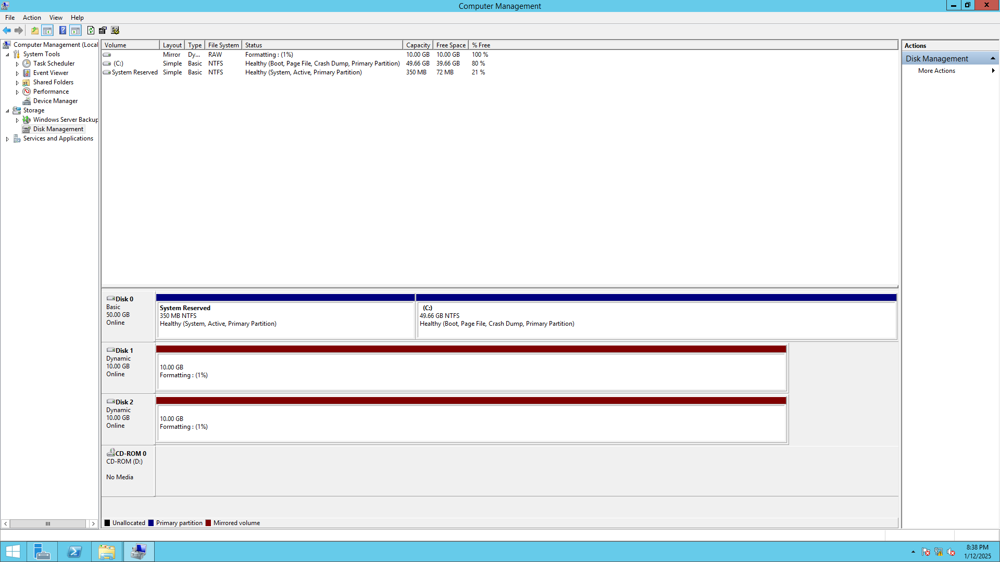 Computer Management
File Action View Help
Computer Management (Local
System Tools
Task Scheduler
Event Viewer
Shared Folders
Performance
Device Manager
Storage
Windows Server Backup
Disk Management
Services and Applications
Volume Layout Type File System Status Capacity Free Space % Free
Mirror Dy... RAW Formatting : (1%) 10.00 GB 10.00 GB 100 %
(C:) Simple Basic NTFS Healthy (Boot, Page File, Crash Dump, Primary Partition) 49.66 GB 39.66 GB 80 %
System Reserved Simple Basic NTFS Healthy (System, Active, Primary Partition) 350 MB 72 MB 21 %
Disk 0
Basic
50.00 GB
Online
System Reserved
350 MB NTFS
Healthy (System, Active, Primary Partition)
(C:)
49.66 GB NTFS
Healthy (Boot, Page File, Crash Dump, Primary Partition)
Disk 1
Dynamic
10.00 GB
Online
10.00 GB
Formatting : (1%)
Disk 2
Dynamic
10.00 GB
Online
10.00 GB
Formatting : (1%)
CD-ROM 0
CD-ROM (D:)
No Media
Unallocated Primary partition Mirrored volume
Actions
Disk Management
More Actions
8:38 PM
1/12/2025